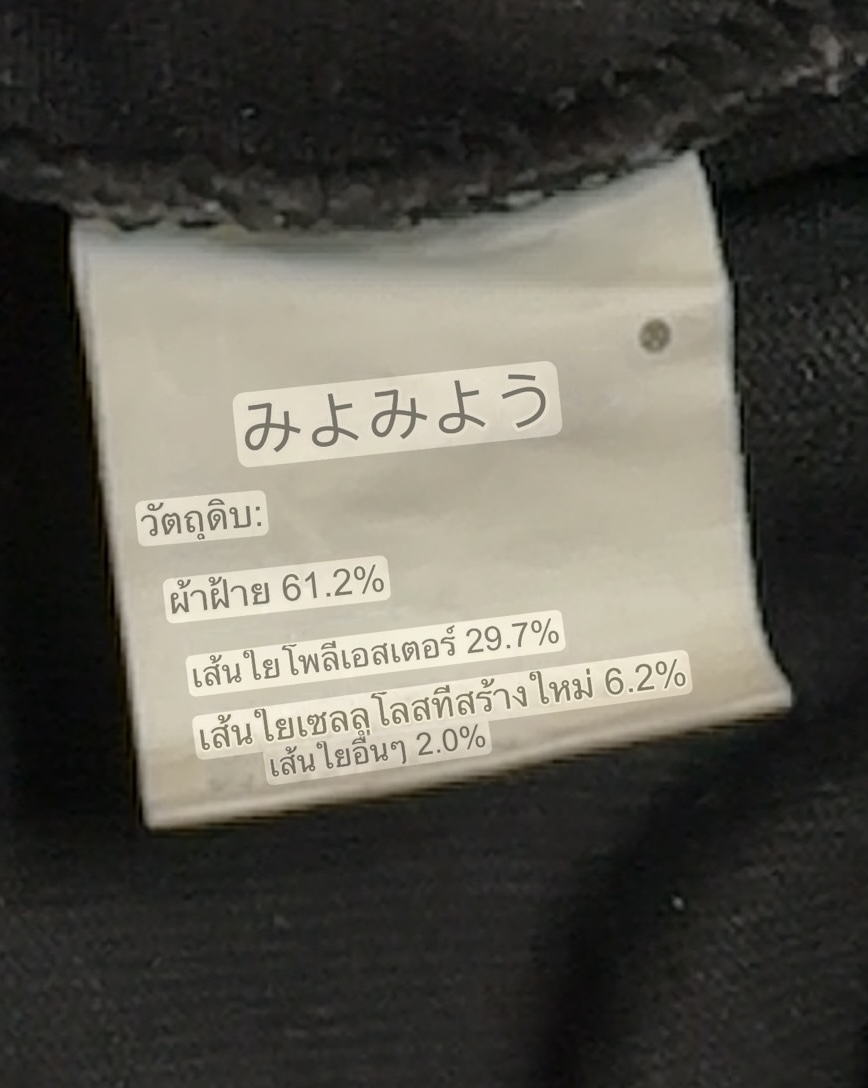 みよみよう
วัตถุดิบ:
ผ้าฝ้าย 61.2%
เส้นใยโพลีเอสเตอร์ 29.7%
เส้นใยเซลลูโลสที่สร้างใหม่ 6.2%
เส้นใยอื่นๆ 2.0%